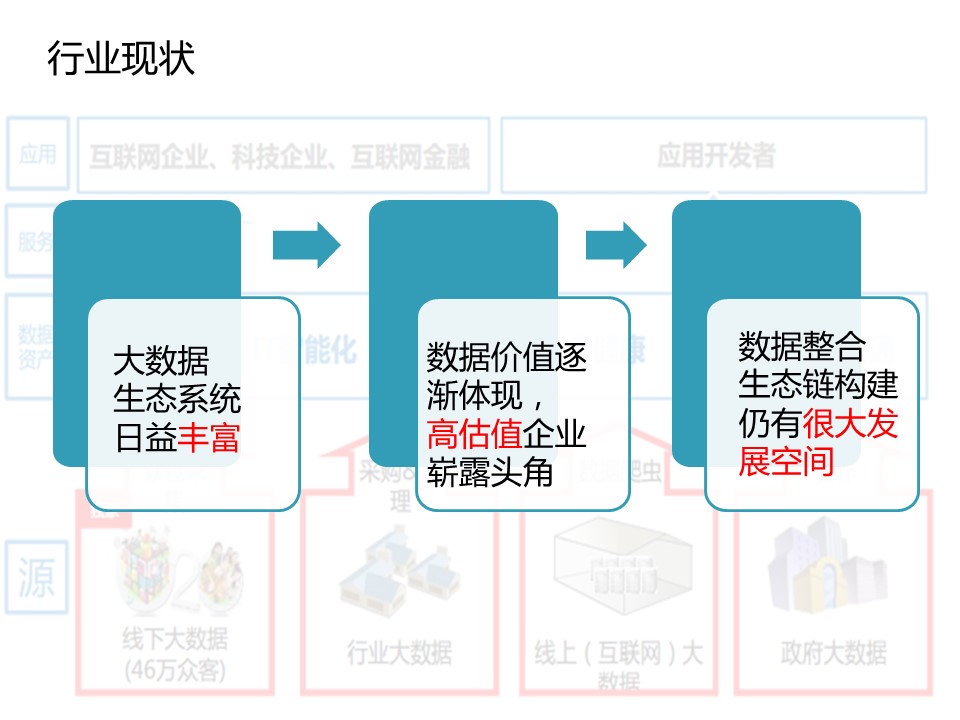 行业现状
应用
互联网企业、科技企业、互联网金融
应用开发者
服务
数据
资产
能化
康
大数据
生态系统
日益丰富
数据价值逐
渐体现，
高估值企业
崭露头角
数据整合
生态链构建
仍有很大发
展空间
采购&
理
爬虫
源
线下大数据
(46万众客)
行业大数据
线上（互联网）大
数据
政府大数据